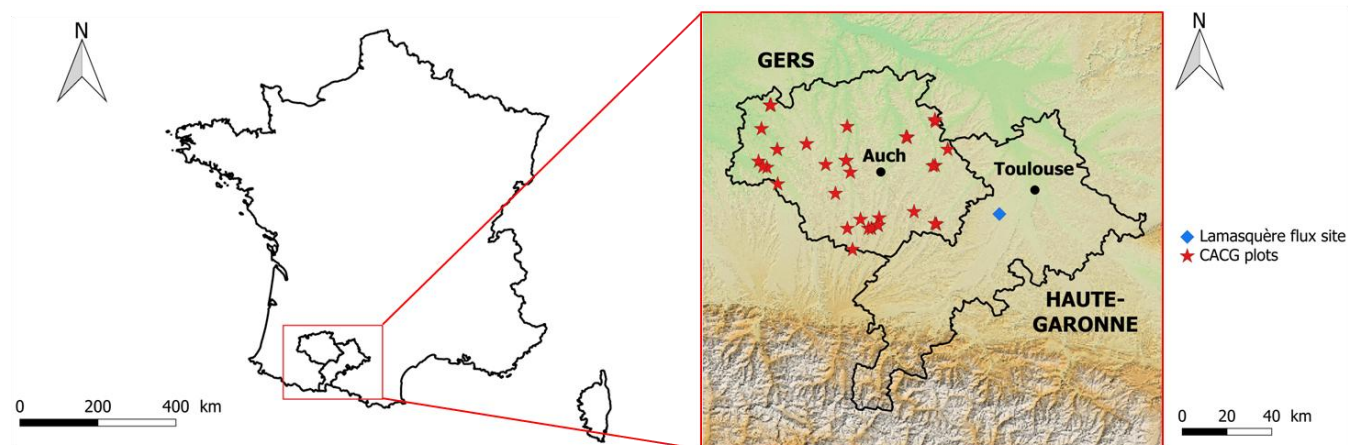 N
0 200 400 km
GERS
Auch
Toulouse
HAUTE-
GARONNE
N
Lamasquère flux site
CACG plots
0 20 40 km